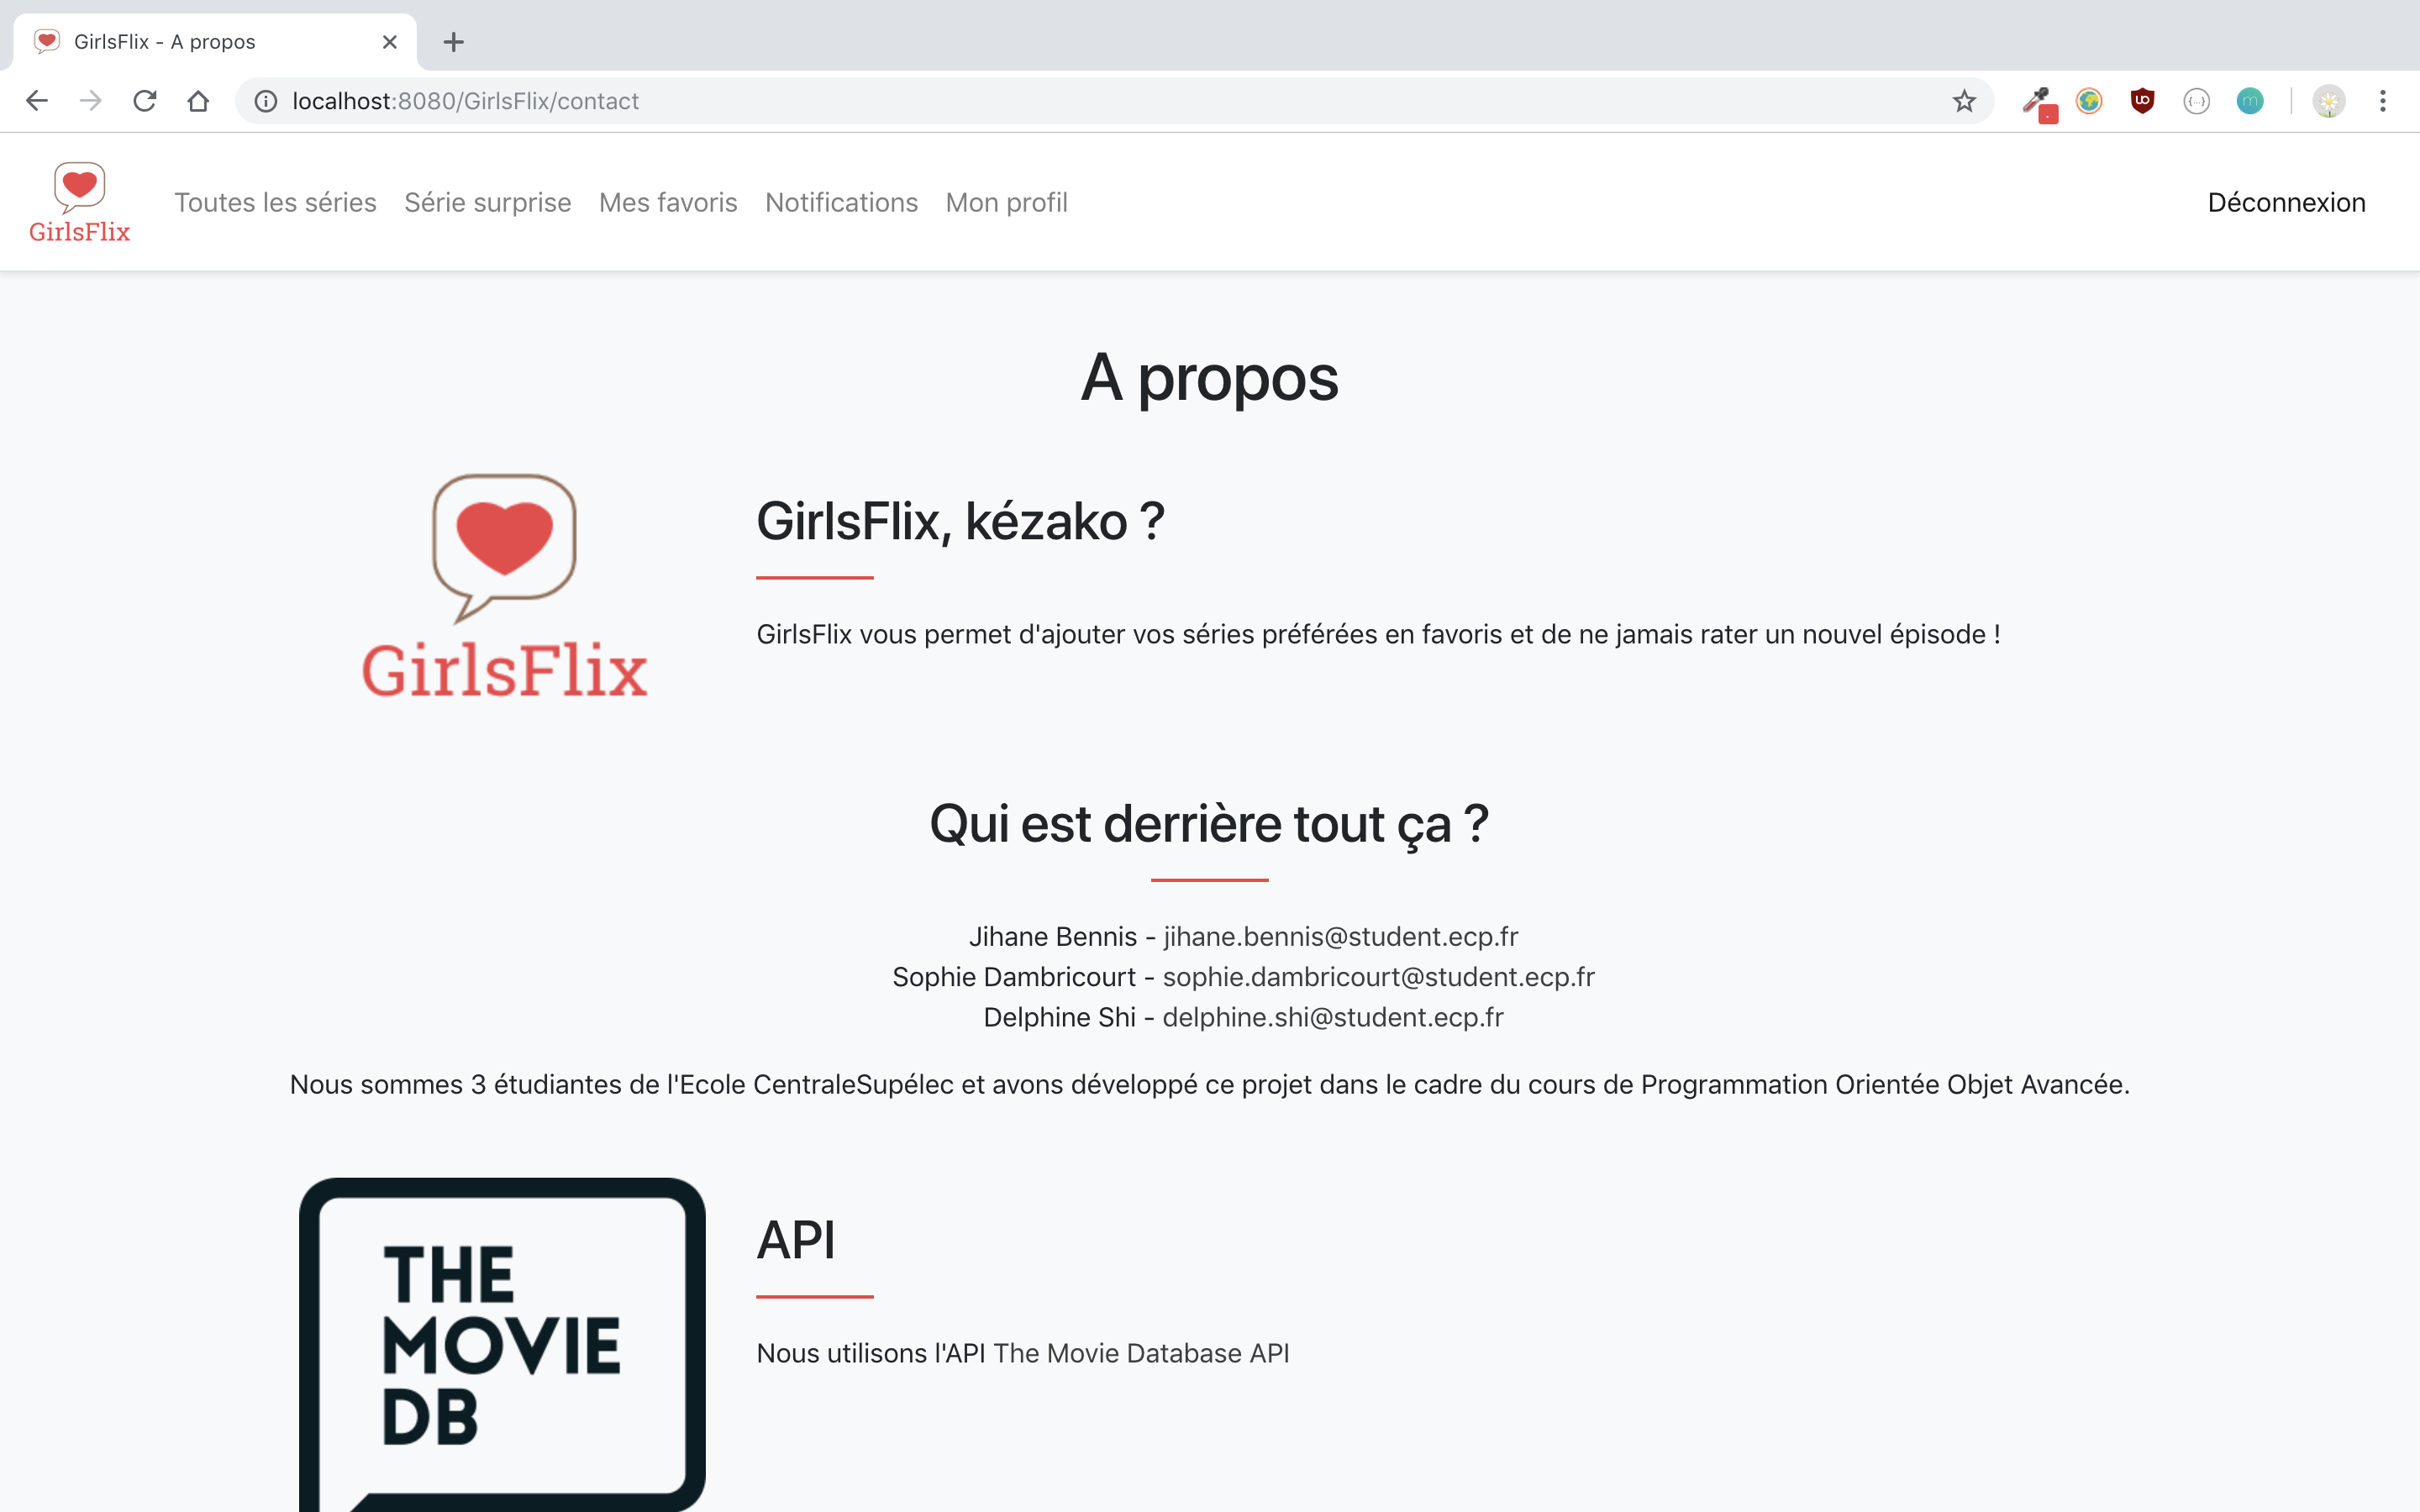 GirlsFlix - A propos
localhost:8080/GirlsFlix/contact
GirlsFlix
Toutes les séries Série surprise Mes favoris Notifications Mon profil Déconnexion
A propos
GirlsFlix
GirlsFlix, kézako ?
GirlsFlix vous permet d'ajouter vos séries préférées en favoris et de ne jamais rater un nouvel épisode !
Qui est derrière tout ça ?
Jihane Bennis - jihane.bennis@student.ecp.fr
Sophie Dambricourt - sophie.dambricourt@student.ecp.fr
Delphine Shi - delphine.shi@student.ecp.fr
Nous sommes 3 étudiantes de l'Ecole CentraleSupélec et avons développé ce projet dans le cadre du cours de Programmation Orientée Objet Avancée.
THE
MOVIE
DB
API
Nous utilisons l'API The Movie Database API